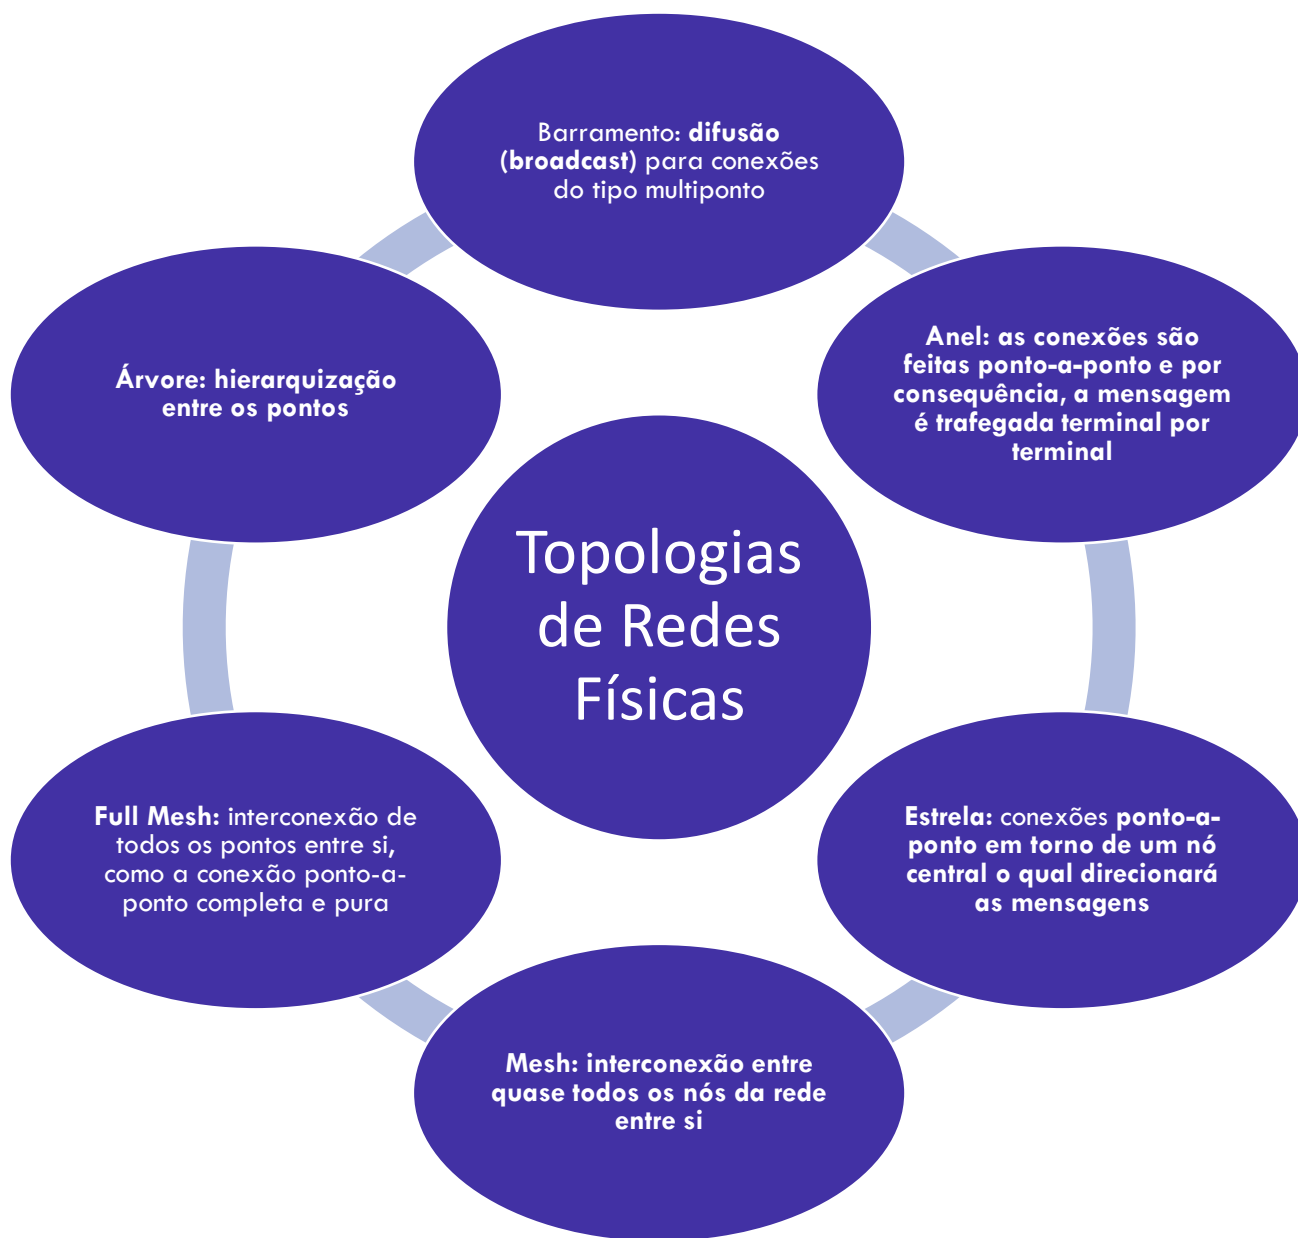 Barramento: difusão
(broadcast) para conexões
do tipo multiponto
Anel: as conexões são
feitas ponto-a-ponto e por
consequência, a mensagem
é trafegada terminal por
terminal
Árvore: hierarquização
entre os pontos
Topologias
de Redes
Físicas
Estrela: conexões ponto-a-
ponto em torno de um nó
central o qual direcionará
as mensagens
Full Mesh: interconexão de
todos os pontos entre si,
como a conexão ponto-a-
ponto completa e pura
Mesh: interconexão entre
quase todos os nós da rede
entre si